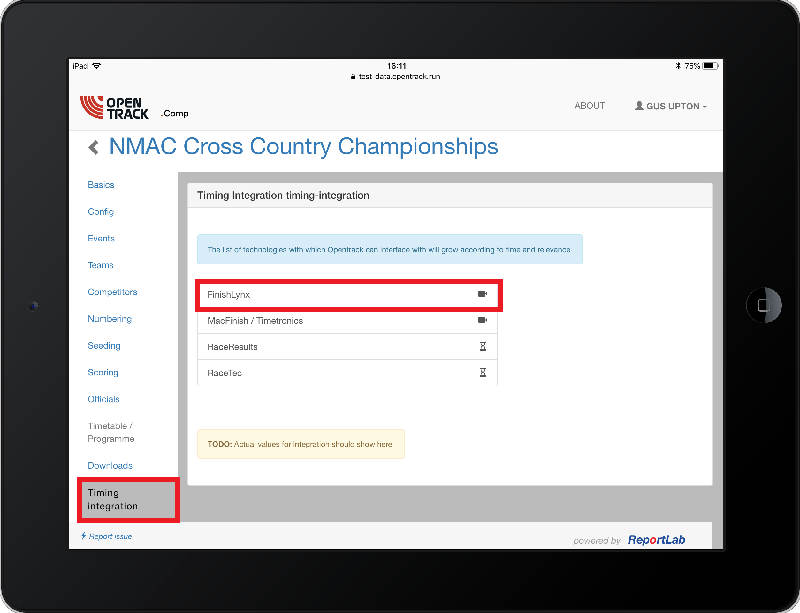 iPad
16:11
75%
test-data.opentrack.run
OPEN
TRACK
.Comp
ABOUT
GUS UPTON
NMAC Cross Country Championships
Basics
Config
Events
Teams
Competitors
Numbering
Seeding
Scoring
Officials
Timetable /
Programme
Downloads
Timing
integration
Timing Integration timing-integration
The list of technologies with which Opentrack can interface with will grow according to time and relevance
FinishLynx
MacFinish / Timetronics
RaceResults
RaceTec
TODO: Actual values for integration should show here
Report issue
powered by ReportLab